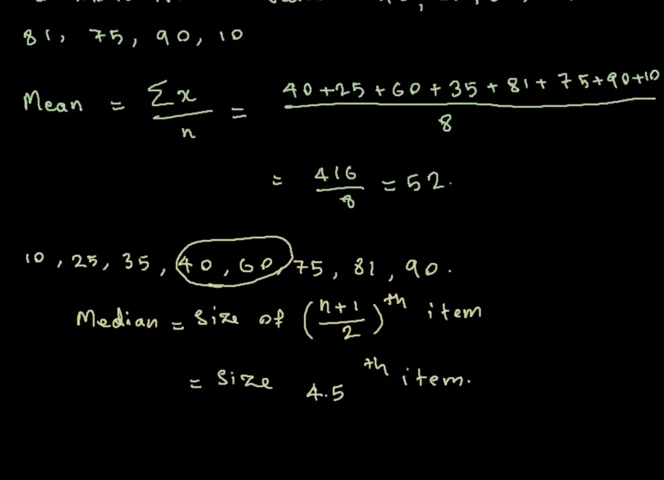 81, 75, 90, 10
Mean = Σx / n = 40+25+60+35+81+75+90+10 / 8
= 416 / 8 = 52.
10, 25, 35, 40, 60, 75, 81, 90.
Median = Size of (n+1 / 2)th item
= Size 4.5th item.